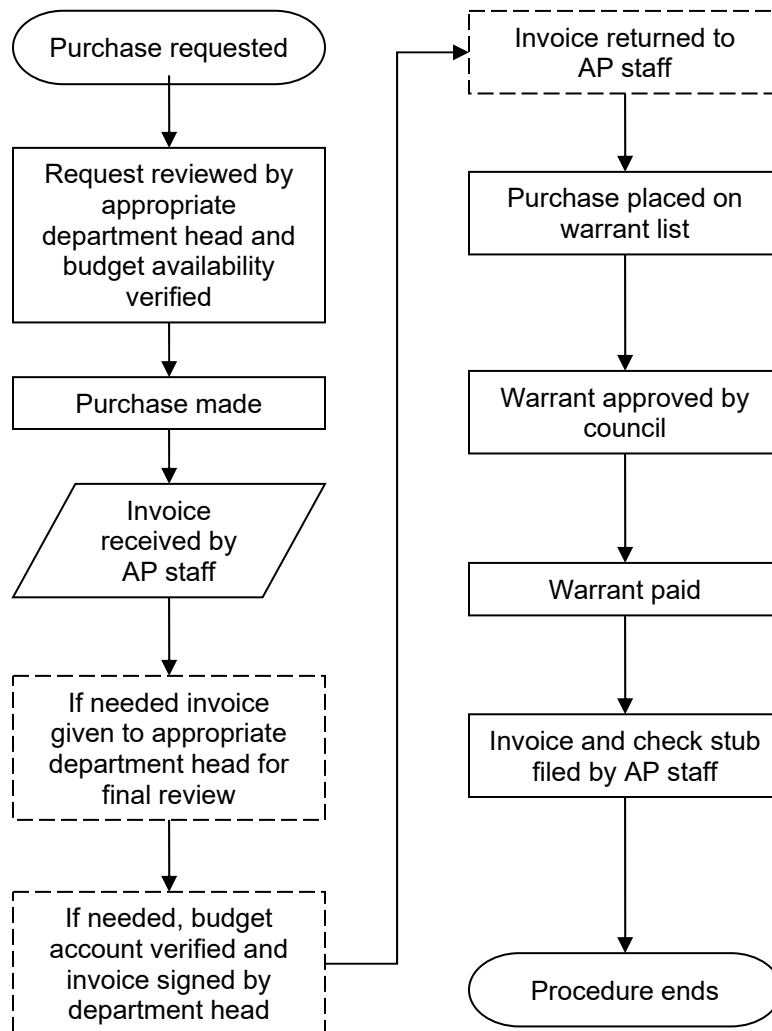 Purchase requested
Request reviewed by
appropriate
department head and
budget availability
verified
Purchase made
Invoice
received by
AP staff
If needed invoice
given to appropriate
department head for
final review
If needed, budget
account verified and
invoice signed by
department head
Invoice returned to
AP staff
Purchase placed on
warrant list
Warrant approved by
council
Warrant paid
Invoice and check stub
filed by AP staff
Procedure ends